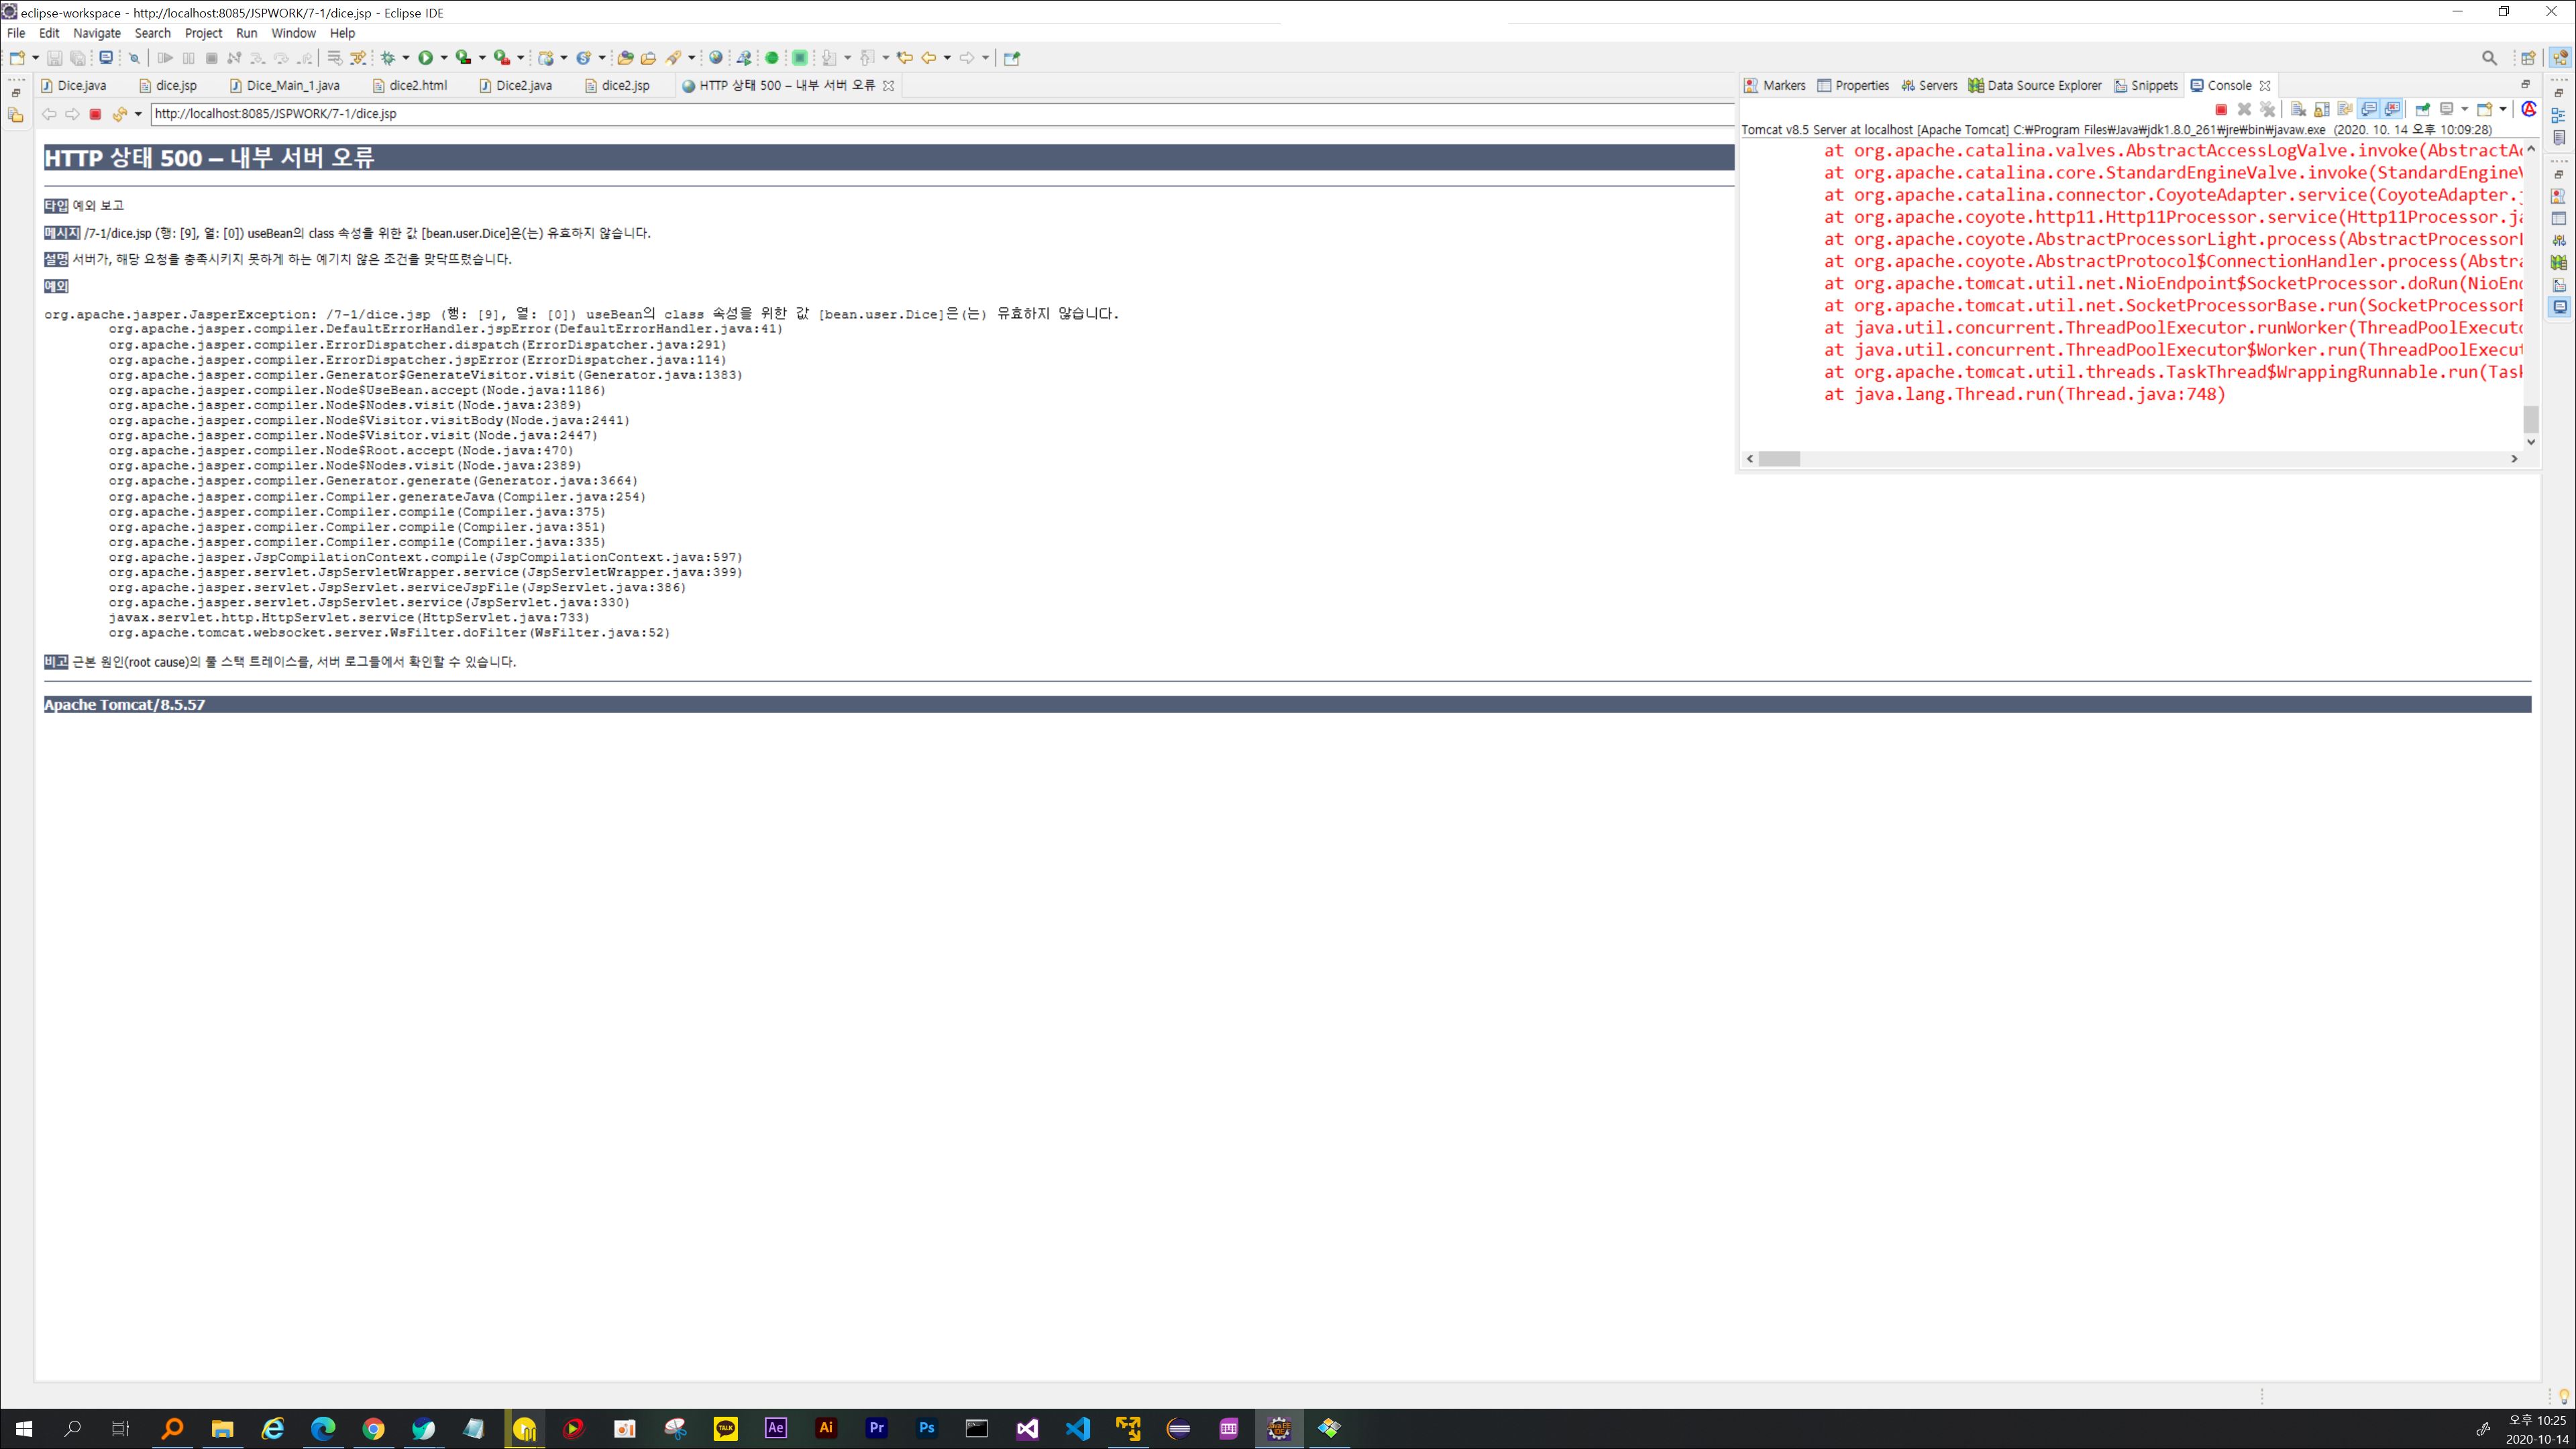 eclipse-workspace - http://localhost:8085/JSPWORK/7-1/dice.jsp - Eclipse IDE
File Edit Navigate Search Project Run Window Help
Dice.java dice.jsp Dice_Main_1.java dice2.html Dice2.java dice2.jsp HTTP 상태 500 – 내부 서버 오류
http://localhost:8085/JSPWORK/7-1/dice.jsp
HTTP 상태 500 – 내부 서버 오류
타입 예외 보고
메시지 /7-1/dice.jsp (행: [9], 열: [0]) useBean의 class 속성을 위한 값 [bean.user.Dice]은(는) 유효하지 않습니다.
설명 서버가, 해당 요청을 충족시키지 못하게 하는 예기치 않은 조건을 맞닥뜨렸습니다.
예외
org.apache.jasper.JasperException: /7-1/dice.jsp (행: [9], 열: [0]) useBean의 class 속성을 위한 값 [bean.user.Dice]은(는) 유효하지 않습니다.
org.apache.jasper.compiler.DefaultErrorHandler.jspError(DefaultErrorHandler.java:41)
org.apache.jasper.compiler.ErrorDispatcher.dispatch(ErrorDispatcher.java:291)
org.apache.jasper.compiler.ErrorDispatcher.jspError(ErrorDispatcher.java:114)
org.apache.jasper.compiler.Generator$GenerateVisitor.visit(Generator.java:1383)
org.apache.jasper.compiler.Node$UseBean.accept(Node.java:1186)
org.apache.jasper.compiler.Node$Nodes.visit(Node.java:2389)
org.apache.jasper.compiler.Node$Visitor.visitBody(Node.java:2441)
org.apache.jasper.compiler.Node$Visitor.visit(Node.java:2447)
org.apache.jasper.compiler.Node$Root.accept(Node.java:470)
org.apache.jasper.compiler.Node$Nodes.visit(Node.java:2389)
org.apache.jasper.compiler.Generator.generate(Generator.java:3664)
org.apache.jasper.compiler.Compiler.generateJava(Compiler.java:254)
org.apache.jasper.compiler.Compiler.compile(Compiler.java:375)
org.apache.jasper.compiler.Compiler.compile(Compiler.java:351)
org.apache.jasper.compiler.Compiler.compile(Compiler.java:335)
org.apache.jasper.JspCompilationContext.compile(JspCompilationContext.java:597)
org.apache.jasper.servlet.JspServletWrapper.service(JspServletWrapper.java:399)
org.apache.jasper.servlet.JspServlet.serviceJspFile(JspServlet.java:386)
org.apache.jasper.servlet.JspServlet.service(JspServlet.java:330)
javax.servlet.http.HttpServlet.service(HttpServlet.java:733)
org.apache.tomcat.websocket.server.WsFilter.doFilter(WsFilter.java:52)
비고 근본 원인(root cause)의 풀 스택 트레이스를, 서버 로그들에서 확인할 수 있습니다.
Apache Tomcat/8.5.57
Markers Properties Servers Data Source Explorer Snippets Console
Tomcat v8.5 Server at localhost [Apache Tomcat] C:₩Program Files₩Java₩jdk1.8.0_261₩jre₩bin₩javaw.exe (2020. 10. 14 오후 10:09:28)
at org.apache.catalina.valves.AbstractAccessLogValve.invoke(AbstractAc
at org.apache.catalina.core.StandardEngineValve.invoke(StandardEngineV
at org.apache.catalina.connector.CoyoteAdapter.service(CoyoteAdapter.j
at org.apache.coyote.http11.Http11Processor.service(Http11Processor.ja
at org.apache.coyote.AbstractProcessorLight.process(AbstractProcessorL
at org.apache.coyote.AbstractProtocol$ConnectionHandler.process(Abstra
at org.apache.tomcat.util.net.NioEndpoint$SocketProcessor.doRun(NioEnd
at org.apache.tomcat.util.net.SocketProcessorBase.run(SocketProcessorB
at java.util.concurrent.ThreadPoolExecutor.runWorker(ThreadPoolExecuto
at java.util.concurrent.ThreadPoolExecutor$Worker.run(ThreadPoolExecut
at org.apache.tomcat.util.threads.TaskThread$WrappingRunnable.run(Task
at java.lang.Thread.run(Thread.java:748)
TALK Ae Ai Pr Ps
오후 10:25
2020-10-14